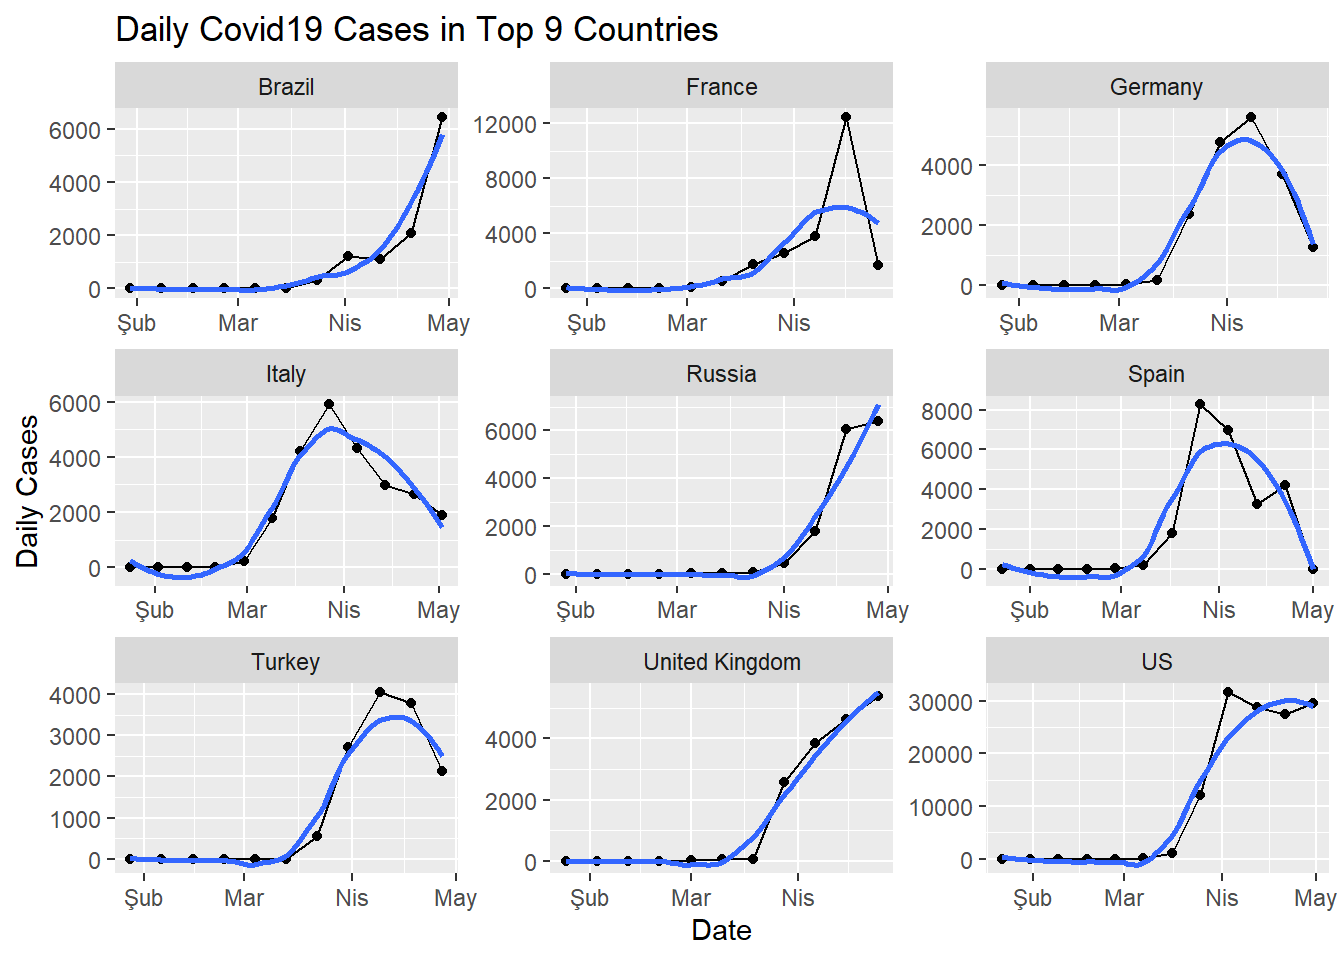 Daily Covid19 Cases in Top 9 Countries
Brazil
6000
4000
2000
0
Şub Mar Nis May
France
12000
8000
4000
0
Şub Mar Nis
Germany
4000
2000
0
Şub Mar Nis
Daily Cases
Italy
6000
4000
2000
0
Şub Mar Nis May
Russia
6000
4000
2000
0
Şub Mar Nis May
Spain
8000
6000
4000
2000
0
Şub Mar Nis May
Turkey
4000
3000
2000
1000
0
Şub Mar Nis May
United Kingdom
4000
2000
0
Şub Mar Nis
US
30000
20000
10000
0
Şub Mar Nis May
Date